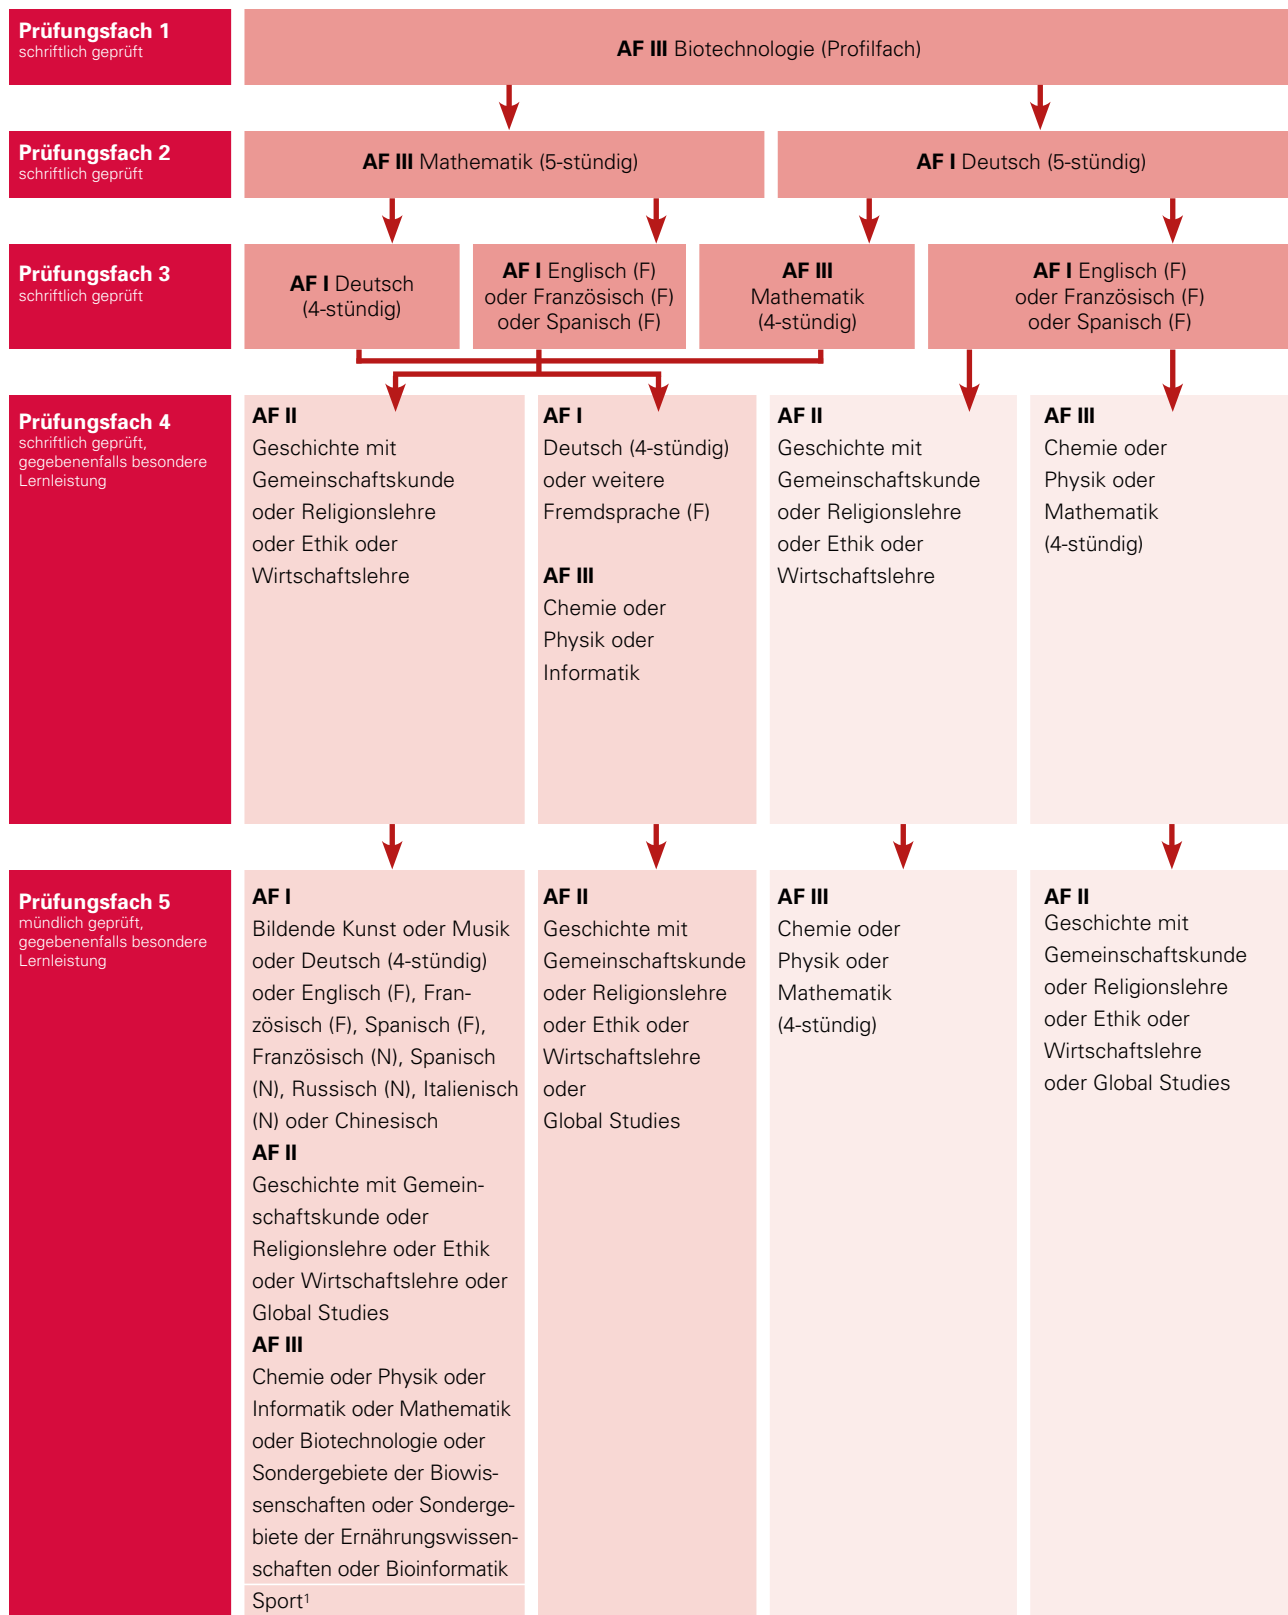 Prüfungsfach 1
schriftlich geprüft
AF III Biotechnologie (Profilfach)
Prüfungsfach 2
schriftlich geprüft
AF III Mathematik (5-stündig)
AF I Deutsch (5-stündig)
Prüfungsfach 3
schriftlich geprüft
AF I Deutsch
(4-stündig)
AF I Englisch (F)
oder Französisch (F)
oder Spanisch (F)
AF III
Mathematik
(4-stündig)
AF I Englisch (F)
oder Französisch (F)
oder Spanisch (F)
Prüfungsfach 4
schriftlich geprüft,
gegebenenfalls besondere
Lernleistung
AF II
Geschichte mit
Gemeinschaftskunde
oder Religionslehre
oder Ethik oder
Wirtschaftslehre
AF I
Deutsch (4-stündig)
oder weitere
Fremdsprache (F)
AF III
Chemie oder
Physik oder
Informatik
AF II
Geschichte mit
Gemeinschaftskunde
oder Religionslehre
oder Ethik oder
Wirtschaftslehre
AF III
Chemie oder
Physik oder
Mathematik
(4-stündig)
Prüfungsfach 5
mündlich geprüft,
gegebenenfalls besondere
Lernleistung
AF I
Bildende Kunst oder Musik
oder Deutsch (4-stündig)
oder Englisch (F), Fran-
zösisch (F), Spanisch (F),
Französisch (N), Spanisch
(N), Russisch (N), Italienisch
(N) oder Chinesisch
AF II
Geschichte mit Gemein-
schaftskunde oder
Religionslehre oder Ethik
oder Wirtschaftslehre oder
Global Studies
AF III
Chemie oder Physik oder
Informatik oder Mathematik
oder Biotechnologie oder
Sondergebiete der Biowis-
senschaften oder Sonderge-
biete der Ernährungswissen-
schaften oder Bioinformatik
Sport¹
AF II
Geschichte mit
Gemeinschaftskunde
oder Religionslehre
oder Ethik oder
Wirtschaftslehre
oder
Global Studies
AF III
Chemie oder
Physik oder
Mathematik
(4-stündig)
AF II
Geschichte mit
Gemeinschaftskunde
oder Religionslehre
oder Ethik oder
Wirtschaftslehre
oder Global Studies